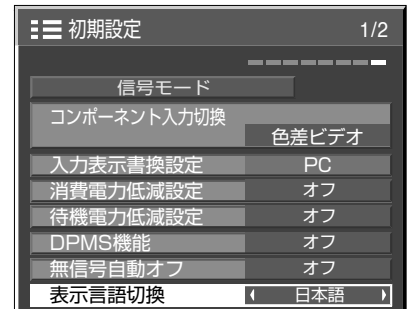 初期設定 1/2
信号モード
コンポーネント入力切換
色差ビデオ
入力表示書換設定 PC
消費電力低減設定 オフ
待機電力低減設定 オフ
DPMS機能 オフ
無信号自動オフ オフ
表示言語切換 日本語